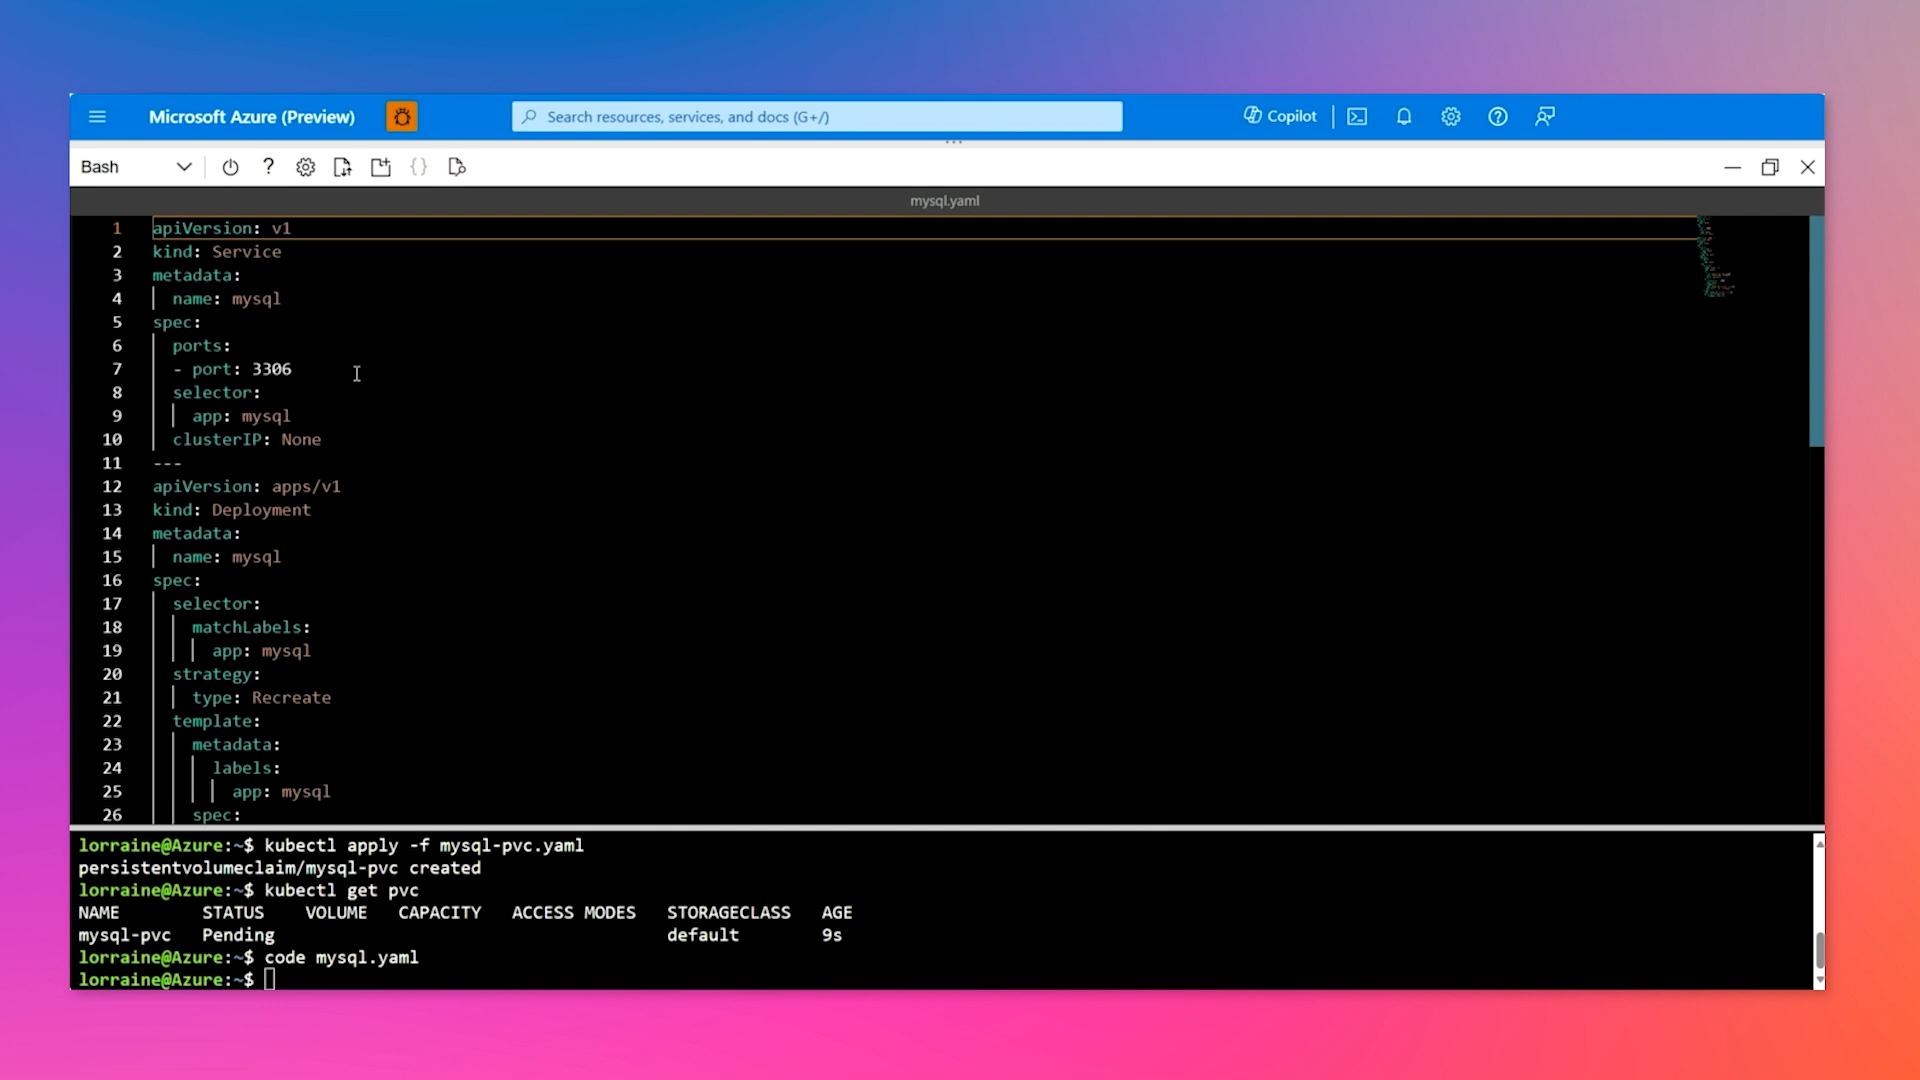 Microsoft Azure (Preview)
Search resources, services, and docs (G+/)
Copilot
Bash
mysql.yaml
1 apiVersion: v1
2 kind: Service
3 metadata:
4 name: mysql
5 spec:
6 ports:
7 - port: 3306
8 selector:
9 app: mysql
10 clusterIP: None
11 ---
12 apiVersion: apps/v1
13 kind: Deployment
14 metadata:
15 name: mysql
16 spec:
17 selector:
18 matchLabels:
19 app: mysql
20 strategy:
21 type: Recreate
22 template:
23 metadata:
24 labels:
25 app: mysql
26 spec:
lorraine@Azure:~$ kubectl apply -f mysql-pvc.yaml
persistentvolumeclaim/mysql-pvc created
lorraine@Azure:~$ kubectl get pvc
NAME STATUS VOLUME CAPACITY ACCESS MODES STORAGECLASS AGE
mysql-pvc Pending default 9s
lorraine@Azure:~$ code mysql.yaml
lorraine@Azure:~$